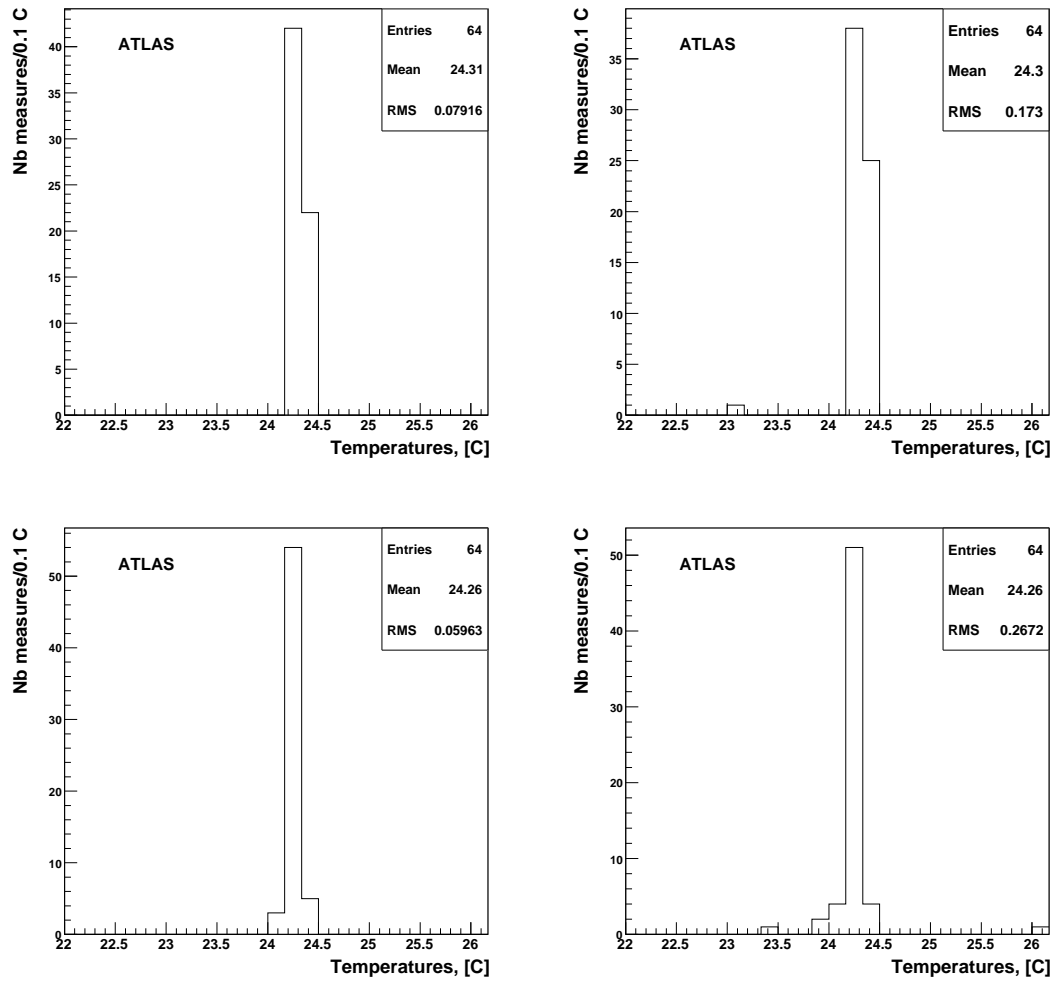 Nb measures/0.1 C
ATLAS
Entries 64
Mean 24.31
RMS 0.07916
40
35
30
25
20
15
10
5
0
22 22.5 23 23.5 24 24.5 25 25.5 26
Temperatures, [C]
Nb measures/0.1 C
ATLAS
Entries 64
Mean 24.3
RMS 0.173
35
30
25
20
15
10
5
0
22 22.5 23 23.5 24 24.5 25 25.5 26
Temperatures, [C]
Nb measures/0.1 C
ATLAS
Entries 64
Mean 24.26
RMS 0.05963
50
40
30
20
10
0
22 22.5 23 23.5 24 24.5 25 25.5 26
Temperatures, [C]
Nb measures/0.1 C
ATLAS
Entries 64
Mean 24.26
RMS 0.2672
50
40
30
20
10
0
22 22.5 23 23.5 24 24.5 25 25.5 26
Temperatures, [C]